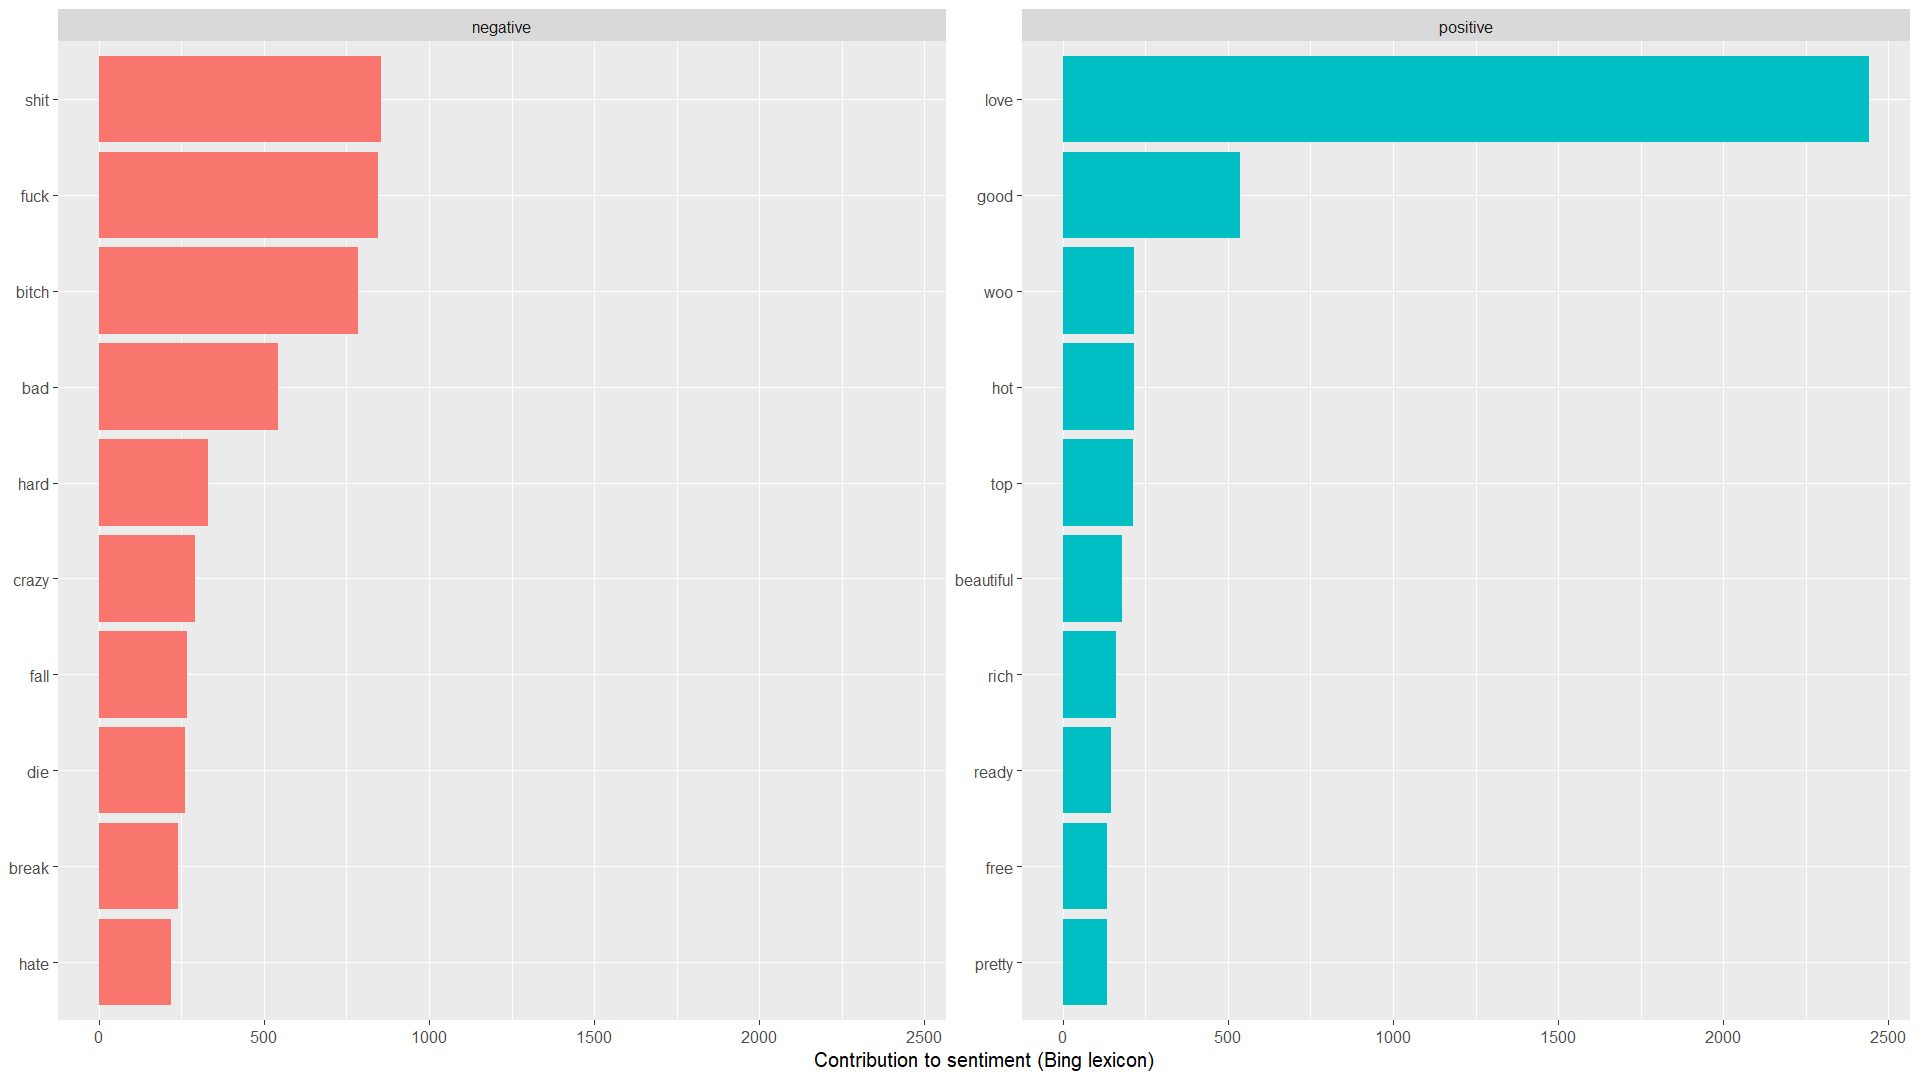 negative
shit
fuck
bitch
bad
hard
crazy
fall
die
break
hate
0 500 1000 1500 2000 2500
positive
love
good
woo
hot
top
beautiful
rich
ready
free
pretty
0 500 1000 1500 2000 2500
Contribution to sentiment (Bing lexicon)